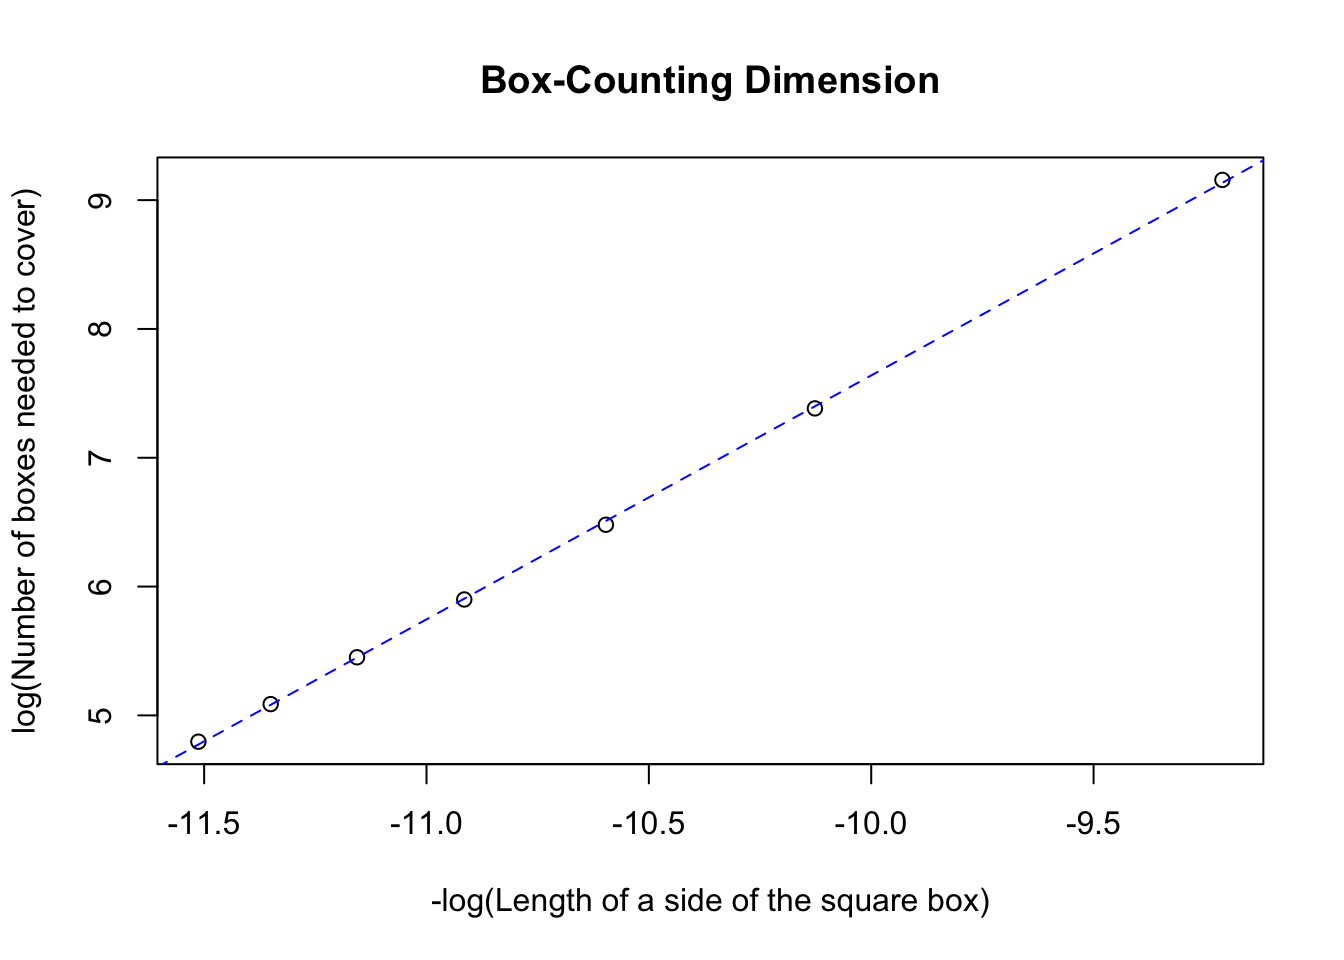 Box-Counting Dimension
log(Number of boxes needed to cover)
9
8
7
6
5
-11.5 -11.0 -10.5 -10.0 -9.5
-log(Length of a side of the square box)